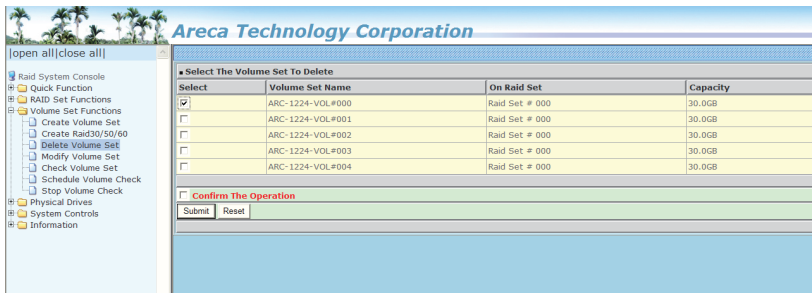 Areca Technology Corporation
|open all|close all|
Raid System Console
Quick Function
RAID Set Functions
Volume Set Functions
Create Volume Set
Create Raid30/50/60
Delete Volume Set
Modify Volume Set
Check Volume Set
Schedule Volume Check
Stop Volume Check
Physical Drives
System Controls
Information
Select The Volume Set To Delete
Select Volume Set Name On Raid Set Capacity
ARC-1224-VOL#000 Raid Set # 000 30.0GB
ARC-1224-VOL#001 Raid Set # 000 30.0GB
ARC-1224-VOL#002 Raid Set # 000 30.0GB
ARC-1224-VOL#003 Raid Set # 000 30.0GB
ARC-1224-VOL#004 Raid Set # 000 30.0GB
Confirm The Operation
Submit Reset